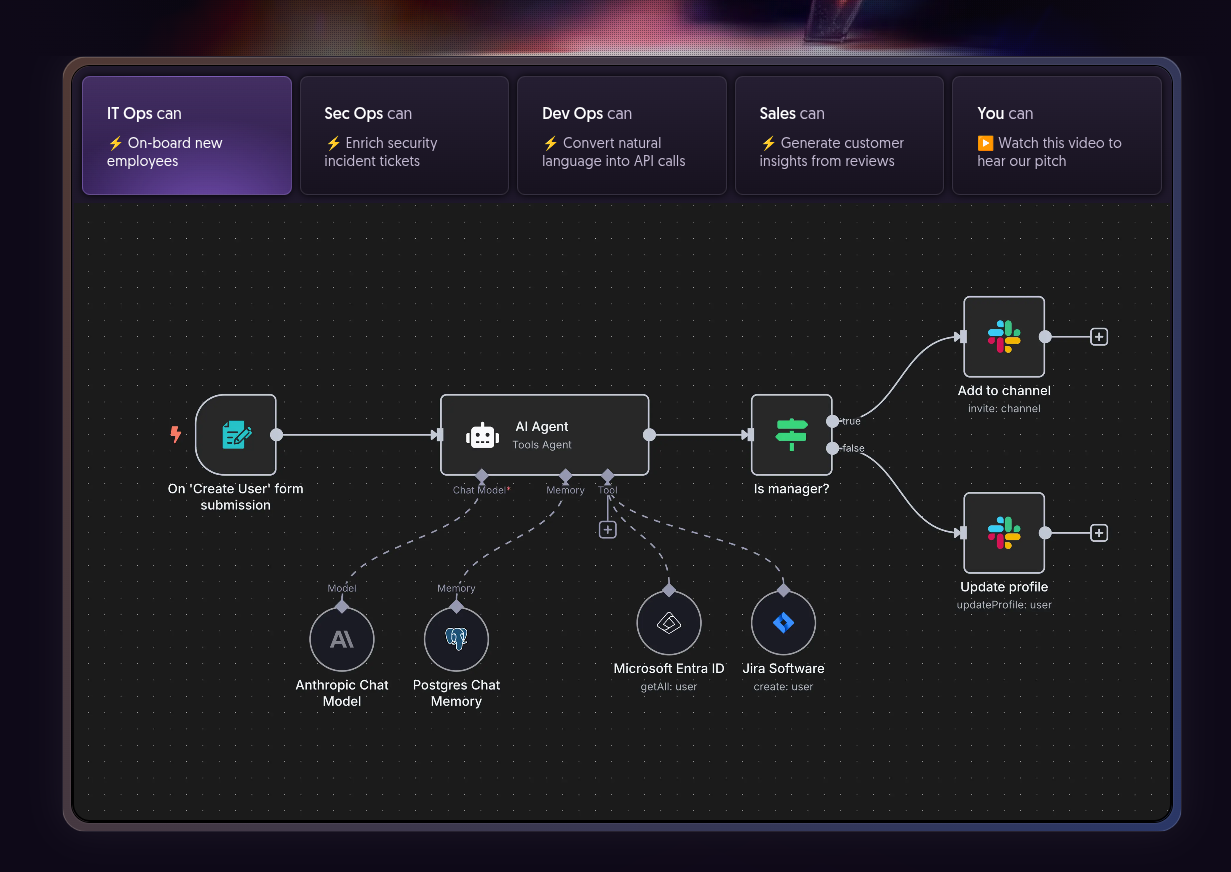 IT Ops can
⚡ On-board new
employees
Sec Ops can
⚡ Enrich security
incident tickets
Dev Ops can
⚡ Convert natural
language into API calls
Sales can
⚡ Generate customer
insights from reviews
You can
▶️ Watch this video to
hear our pitch
On 'Create User' form
submission
AI Agent
Tools Agent
Chat Model*
Memory
Tool
Model
Anthropic Chat
Model
Memory
Postgres Chat
Memory
Microsoft Entra ID
getAll: user
Jira Software
create: user
Is manager?
true
false
Add to channel
invite: channel
Update profile
updateProfile: user